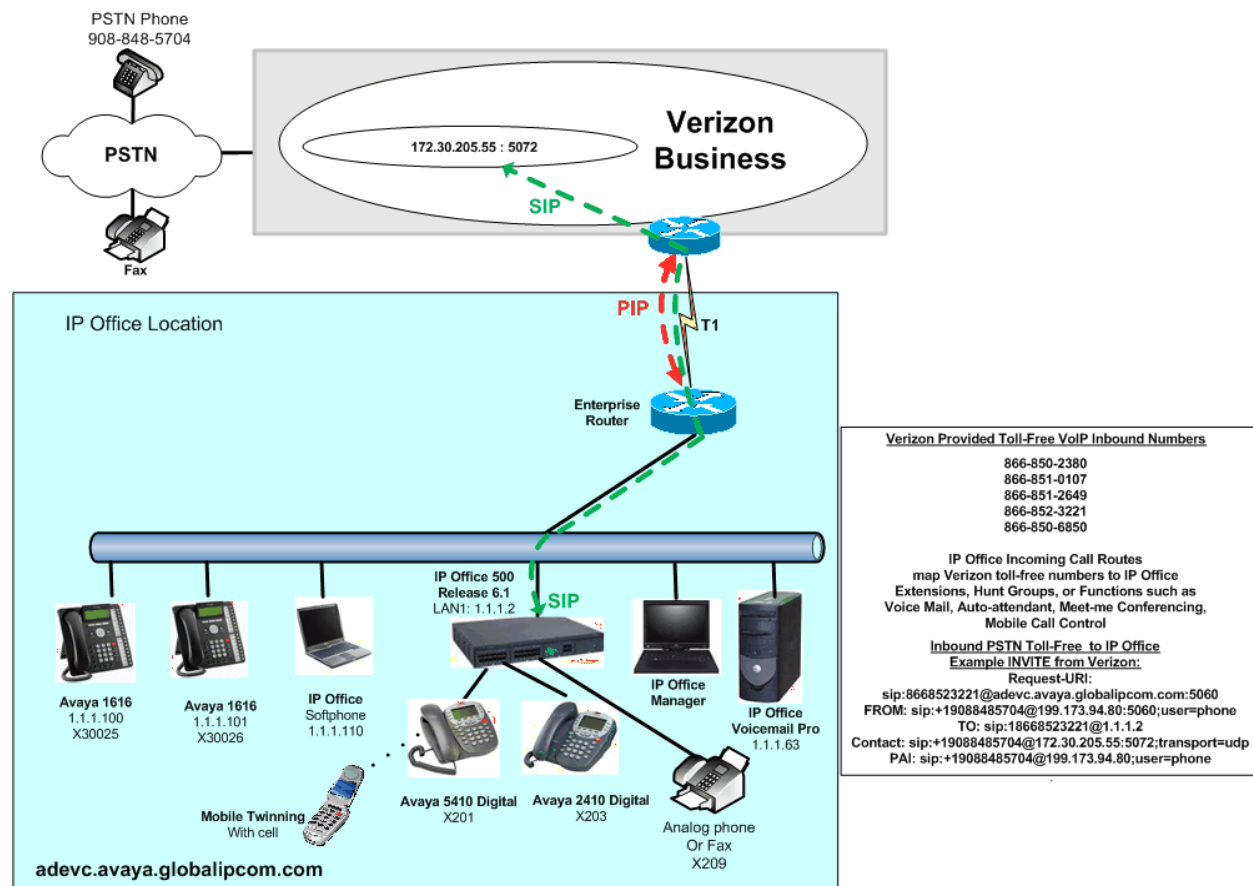 PSTN Phone
908-848-5704
PSTN
Fax
Verizon
Business
172.30.205.55 : 5072
SIP
PIP
T1
IP Office Location
Enterprise
Router
IP Office 500
Release 6.1
LAN1: 1.1.1.2
SIP
Avaya 1616
1.1.1.100
X30025
Avaya 1616
1.1.1.101
X30026
IP Office
Softphone
1.1.1.110
IP Office
Manager
IP Office
Voicemail Pro
1.1.1.63
Mobile Twinning
With cell
Avaya 5410 Digital
X201
Avaya 2410 Digital
X203
Analog phone
Or Fax
X209
adevc.avaya.globalipcom.com
Verizon Provided Toll-Free VoIP Inbound Numbers
866-850-2380
866-851-0107
866-851-2649
866-852-3221
866-850-6850
IP Office Incoming Call Routes
map Verizon toll-free numbers to IP Office
Extensions, Hunt Groups, or Functions such as
Voice Mail, Auto-attendant, Meet-me Conferencing,
Mobile Call Control
Inbound PSTN Toll-Free to IP Office
Example INVITE from Verizon:
Request-URI:
sip:8668523221@adevc.avaya.globalipcom.com:5060
FROM: sip:+19088485704@199.173.94.80:5060;user=phone
TO: sip:18668523221@1.1.1.2
Contact: sip:+19088485704@172.30.205.55:5072;transport=udp
PAI: sip:+19088485704@199.173.94.80;user=phone